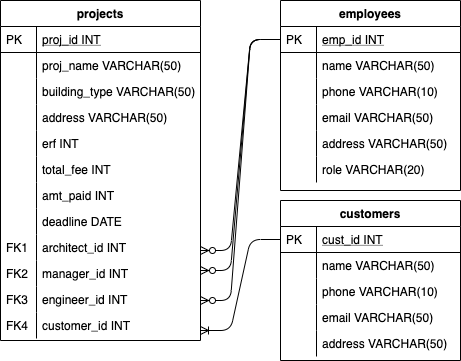 projects
PK proj_id INT
proj_name VARCHAR(50)
building_type VARCHAR(50)
address VARCHAR(50)
erf INT
total_fee INT
amt_paid INT
deadline DATE
FK1 architect_id INT
FK2 manager_id INT
FK3 engineer_id INT
FK4 customer_id INT
employees
PK emp_id INT
name VARCHAR(50)
phone VARCHAR(10)
email VARCHAR(50)
address VARCHAR(50)
role VARCHAR(20)
customers
PK cust_id INT
name VARCHAR(50)
phone VARCHAR(10)
email VARCHAR(50)
address VARCHAR(50)